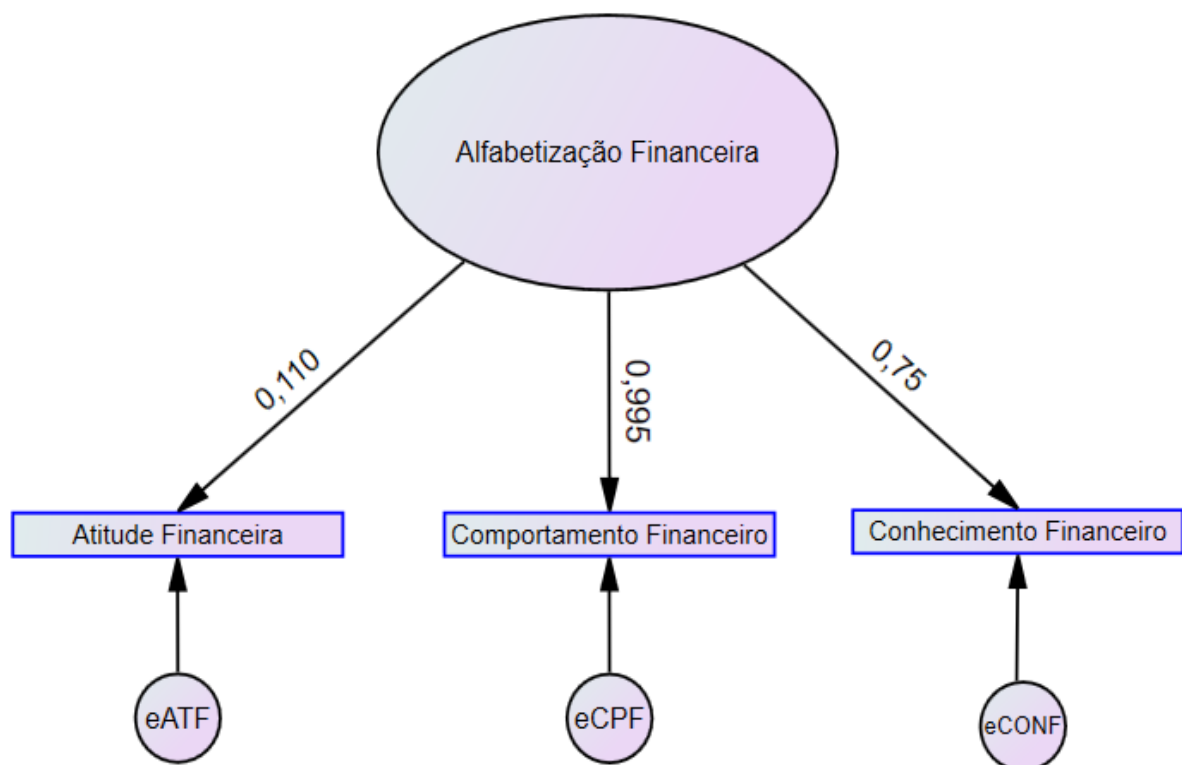 Alfabetização Financeira
0,110
0,995
0,75
Atitude Financeira
Comportamento Financeiro
Conhecimento Financeiro
eATF
eCPF
eCONF